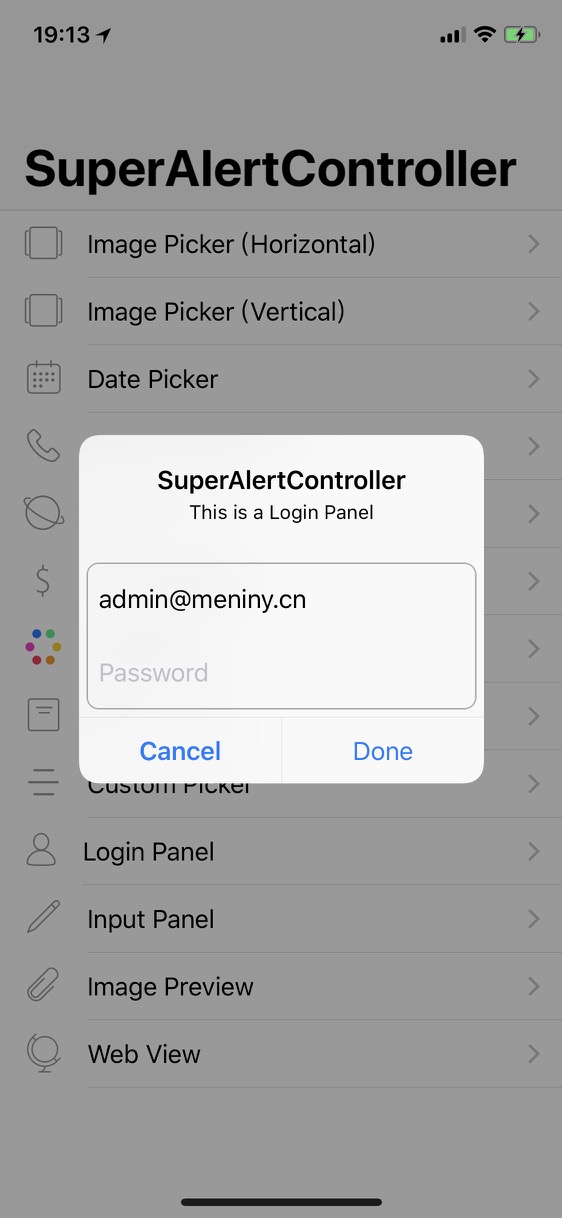 19:13
SuperAlertController
Image Picker (Horizontal)
Image Picker (Vertical)
Date Picker
SuperAlertController
This is a Login Panel
admin@meniny.cn
Password
Cancel
Done
Custom Picker
Login Panel
Input Panel
Image Preview
Web View